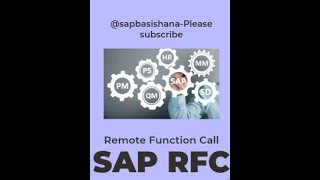 @sapbasishana-Please
subscribe
HR
MM
PS
SAP
PM
QM
SD
Remote Function Call
SAP RFC